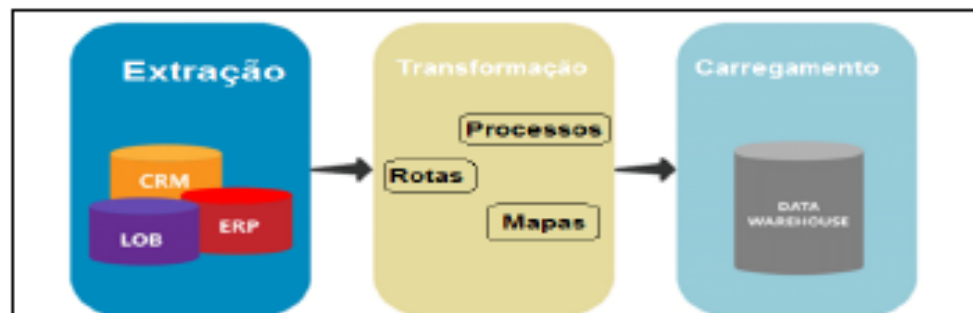 Extração
CRM
LOB
ERP
Transformação
Processos
Rotas
Mapas
Carregamento
DATA
WAREHOUSE